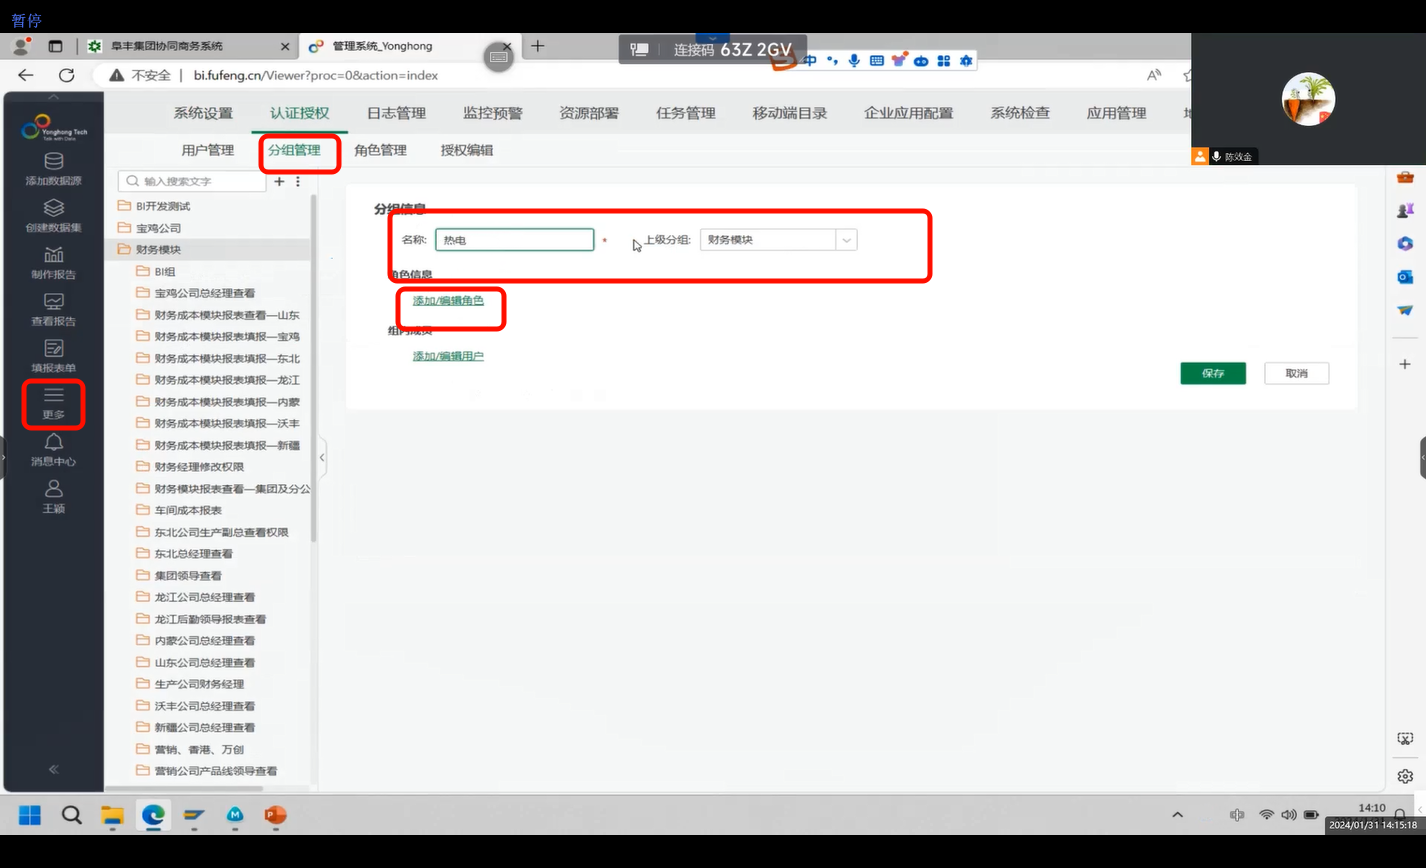 暂停
阜丰集团协同商务系统
管理系统_Yonghong
连接码 63Z 2GV
中
不安全 | bi.fufeng.cn/Viewer?proc=0&action=index
陈效金
Yonghong Tech
Talk with Data
添加数据源
创建数据集
制作报告
查看报告
填报表单
更多
消息中心
王颖
系统设置 认证授权 日志管理 监控预警 资源部署 任务管理 移动端目录 企业应用配置 系统检查 应用管理
用户管理 分组管理 角色管理 授权编辑
输入搜索文字
BI开发测试
宝鸡公司
财务模块
BI组
宝鸡公司总经理查看
财务成本模块报表查看—山东
财务成本模块报表填报—宝鸡
财务成本模块报表填报—东北
财务成本模块报表填报—龙江
财务成本模块报表填报—内蒙
财务成本模块报表填报—沃丰
财务成本模块报表填报—新疆
财务经理修改权限
财务模块报表查看—集团及分公
车间成本报表
东北公司生产副总查看权限
东北总经理查看
集团领导查看
龙江公司总经理查看
龙江后勤领导报表查看
内蒙公司总经理查看
山东公司总经理查看
生产公司财务经理
沃丰公司总经理查看
新疆公司总经理查看
营销、香港、万创
营销公司产品线领导查看
分组信息
名称: 热电 * 上级分组: 财务模块
角色信息
添加/编辑角色
组内成员
添加/编辑用户
保存 取消
14:10
2024/01/31 14:15:18